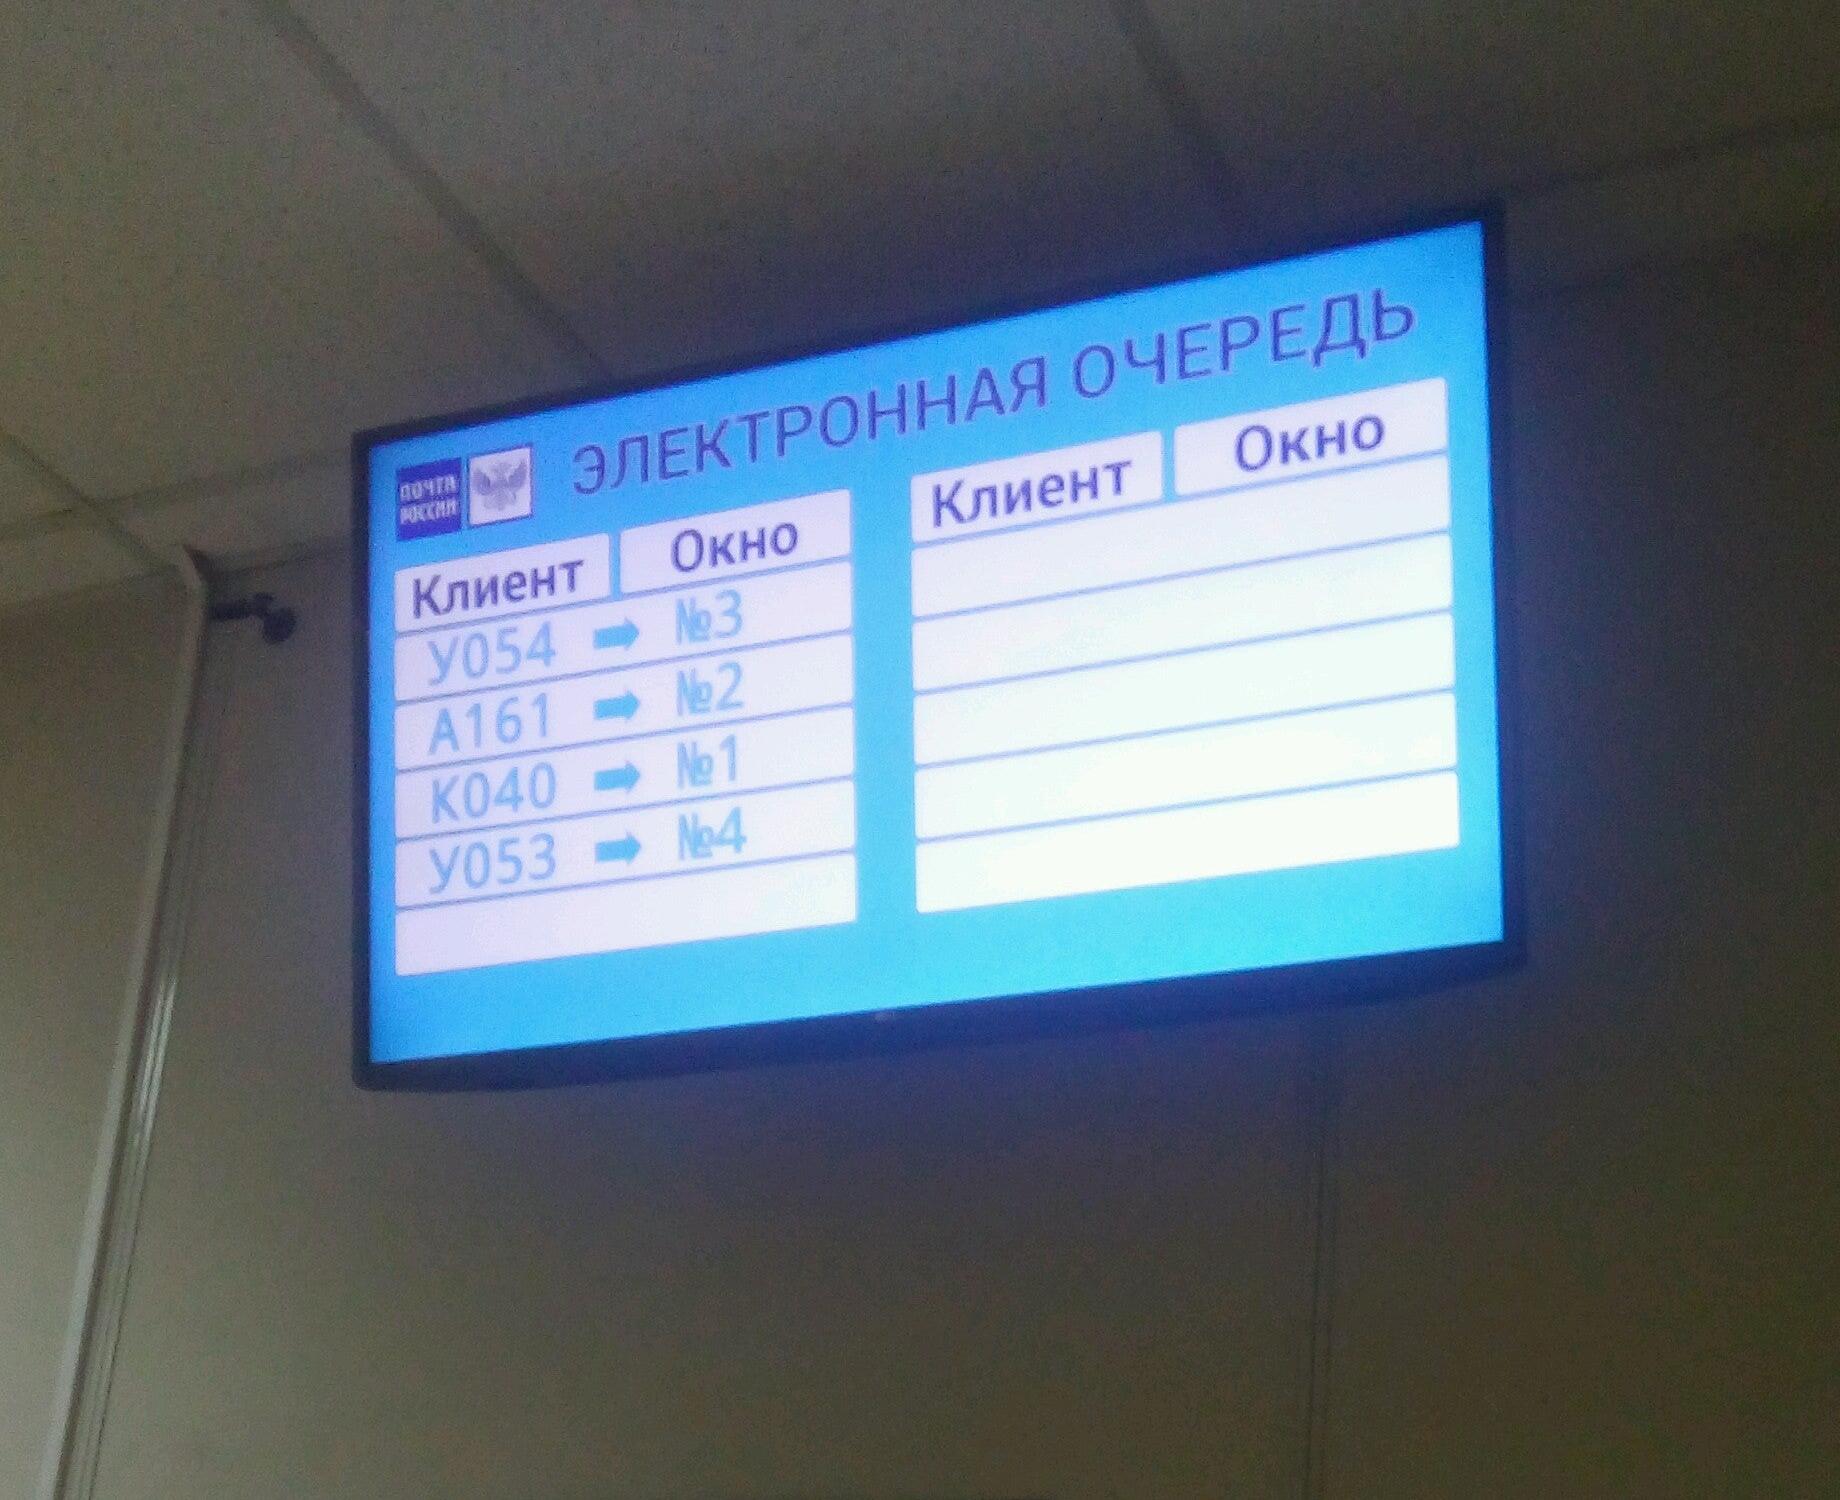 ПОЧТА
РОССИИ
ЭЛЕКТРОННАЯ ОЧЕРЕДЬ
Клиент Окно
У054 ➡ №3
А161 ➡ №2
К040 ➡ №1
У053 ➡ №4
Клиент Окно